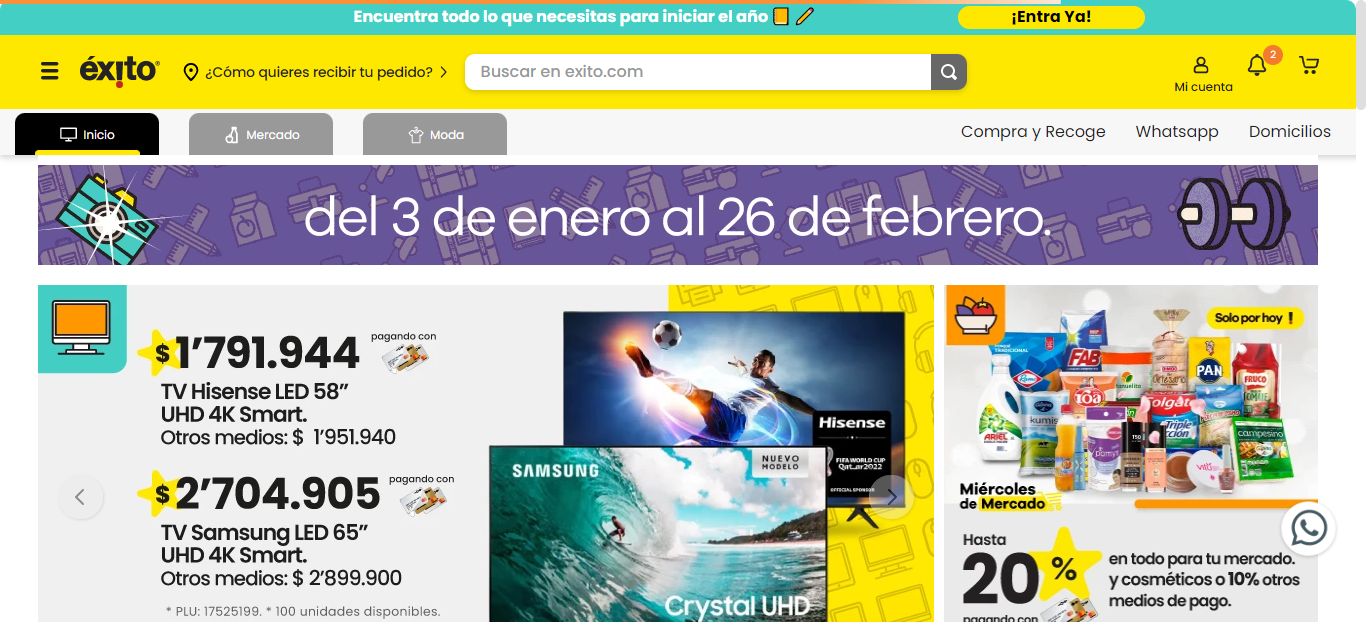 Encuentra todo lo que necesitas para iniciar el año
¡Entra Ya!
éxito
¿Cómo quieres recibir tu pedido?
Buscar en exito.com
Mi cuenta
2
Inicio
Mercado
Moda
Compra y Recoge
Whatsapp
Domicilios
del 3 de enero al 26 de febrero.
$ 1’791.944
pagando con
TV Hisense LED 58”
UHD 4K Smart.
Otros medios: $ 1’951.940
$ 2’704.905
pagando con
TV Samsung LED 65”
UHD 4K Smart.
Otros medios: $ 2’899.900
* PLU: 17525199. * 100 unidades disponibles.
Hisense
FIFA WORLD CUP
Qatar2022
OFFICIAL SPONSOR
SAMSUNG
NUEVO
MODELO
Crystal UHD
Solo por hoy !
TRADICIONAL
FAB
PAN
FRUCO
Artesano
kumis
Colgate
Triple
Acción
ARIEL
campesino
Miércoles
de Mercado
Hasta
20 %
pagando con
en todo para tu mercado.
y cosméticos o 10% otros
medios de pago.